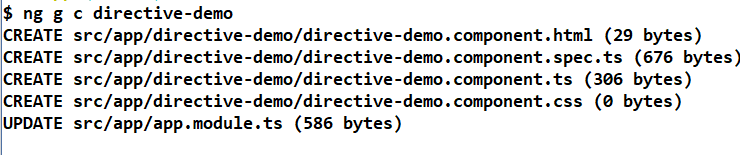 $ ng g c directive-demo
CREATE src/app/directive-demo/directive-demo.component.html (29 bytes)
CREATE src/app/directive-demo/directive-demo.component.spec.ts (676 bytes)
CREATE src/app/directive-demo/directive-demo.component.ts (306 bytes)
CREATE src/app/directive-demo/directive-demo.component.css (0 bytes)
UPDATE src/app/app.module.ts (586 bytes)